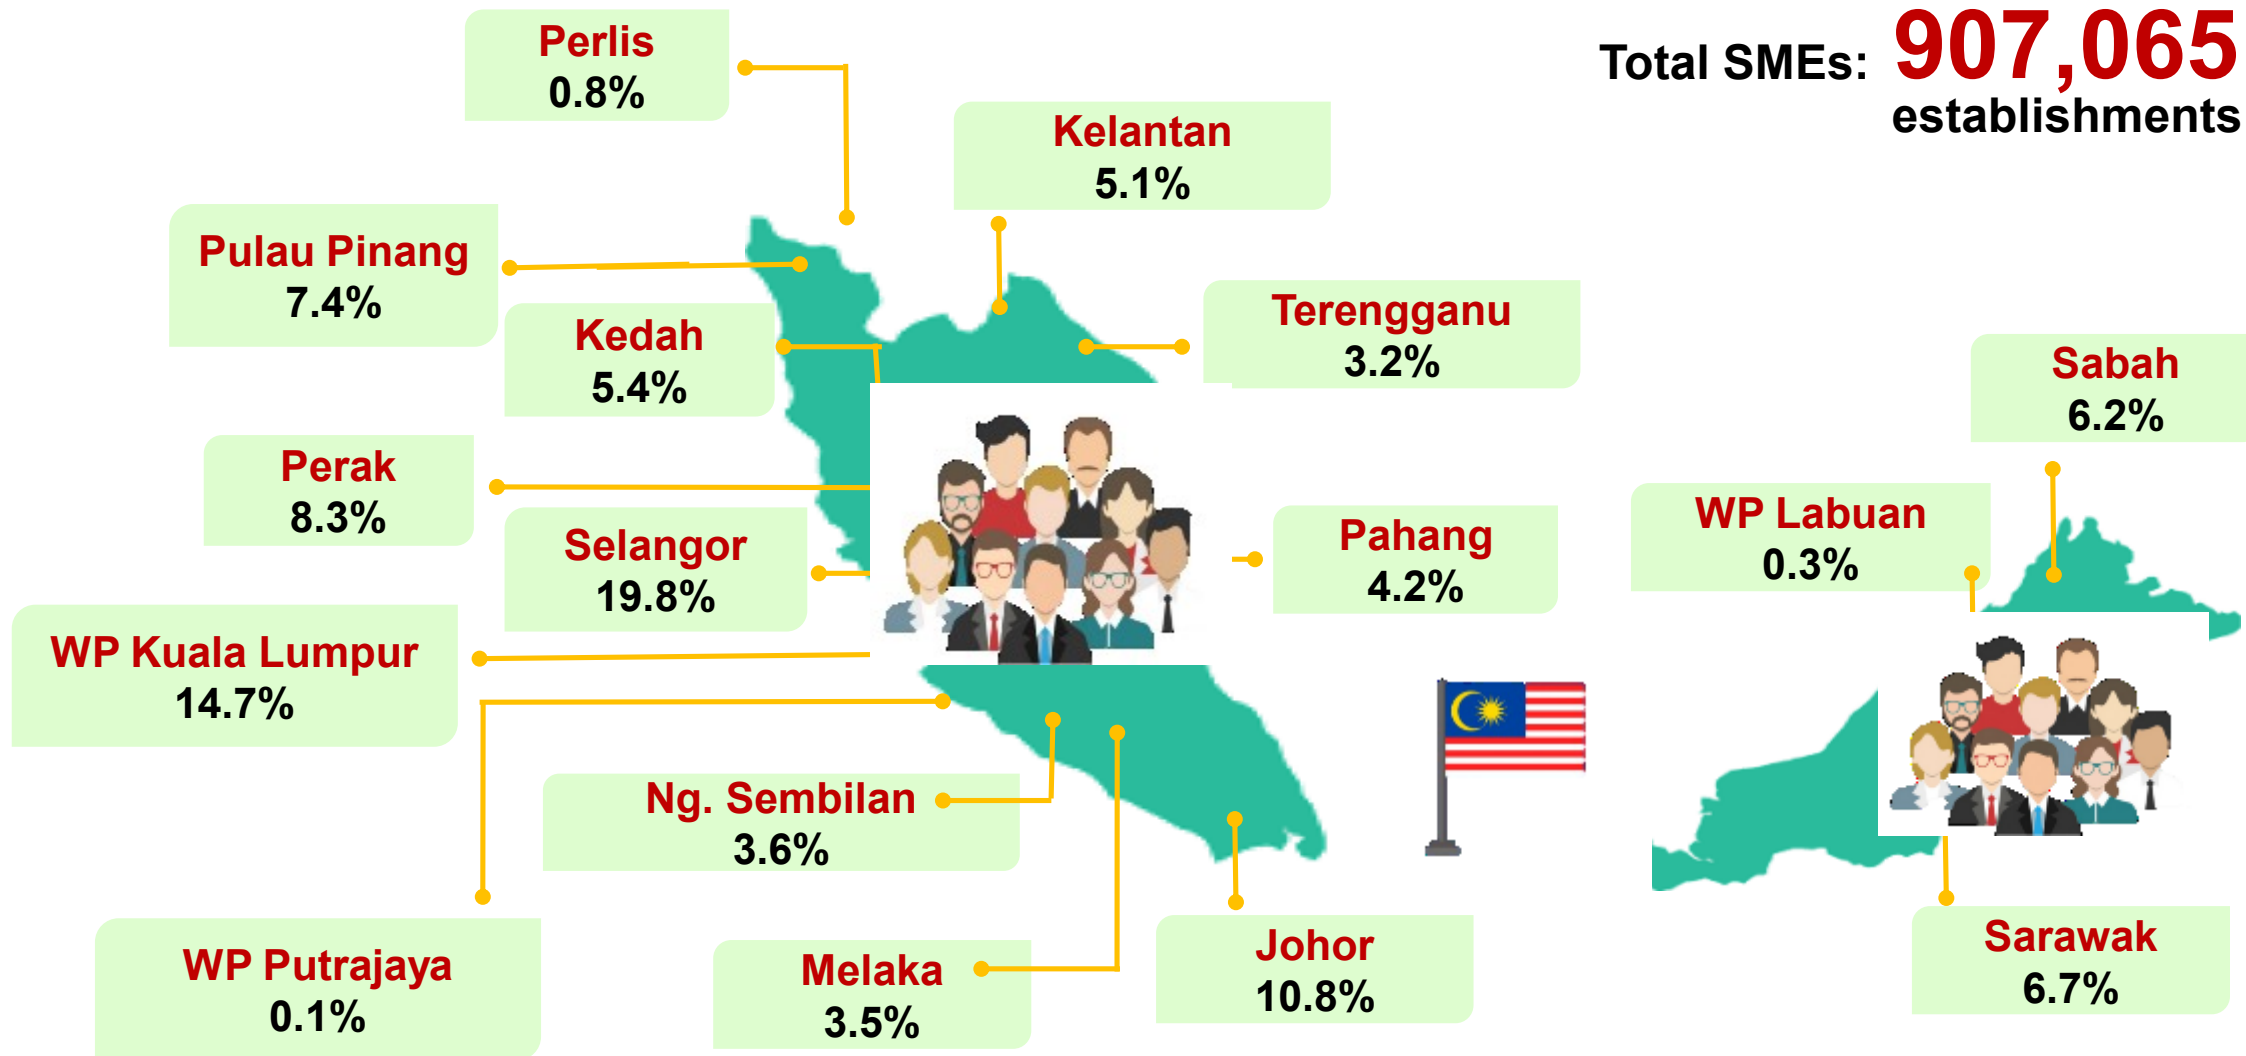 Total SMEs: 907,065
establishments
Perlis
0.8%
Kelantan
5.1%
Pulau Pinang
7.4%
Kedah
5.4%
Terengganu
3.2%
Sabah
6.2%
Perak
8.3%
Selangor
19.8%
Pahang
4.2%
WP Labuan
0.3%
WP Kuala Lumpur
14.7%
Ng. Sembilan
3.6%
WP Putrajaya
0.1%
Melaka
3.5%
Johor
10.8%
Sarawak
6.7%